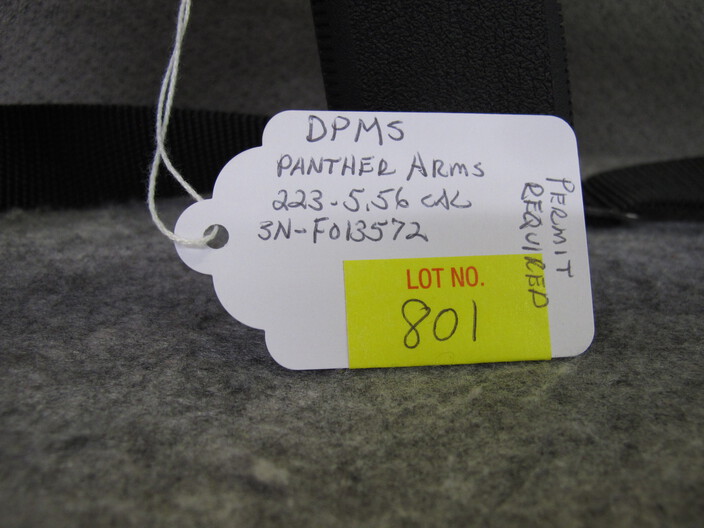 DPMS
PANTHER ARMS
223-5.56 CAL
SN-F013572
PERMIT
REQUIRED
LOT NO.
801